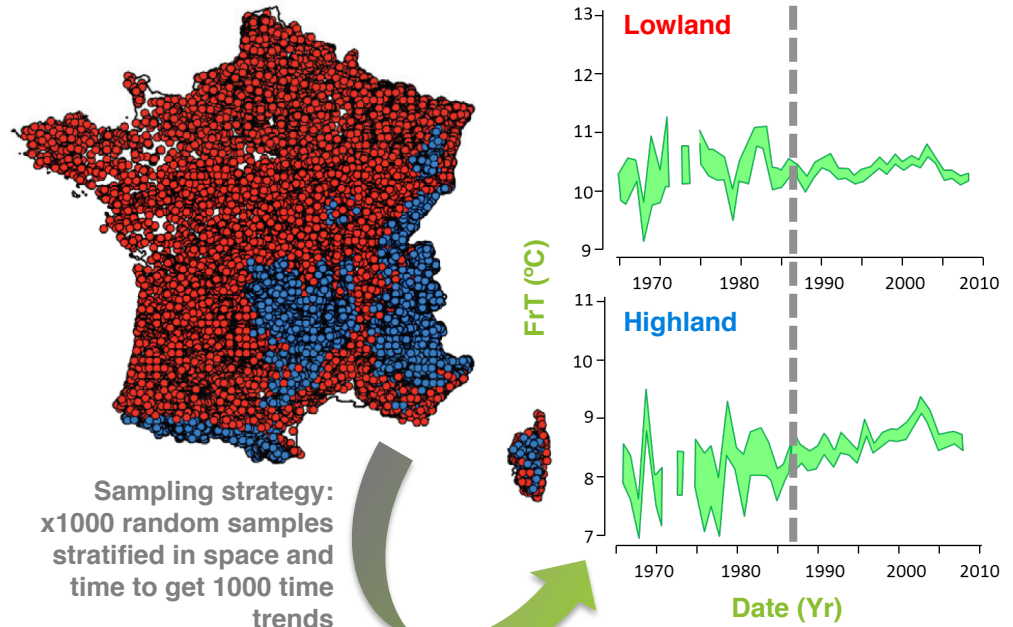 Lowland
13
12
11
10
9
1970 1980 1990 2000 2010
FrT (°C)
Highland
11
10
9
8
7
1970 1980 1990 2000 2010
Date (Yr)
Sampling strategy:
x1000 random samples
stratified in space and
time to get 1000 time
trends